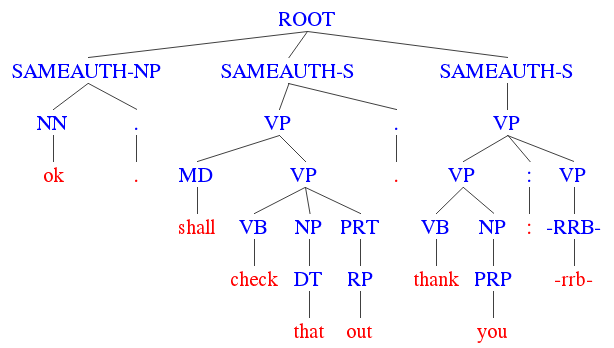 ROOT
SAMEAUTH-NP SAMEAUTH-S SAMEAUTH-S
NN . VP . VP
ok . MD VP . VP : VP
shall VB NP PRT VB NP : -RRB-
check DT RP thank PRP -rrb-
that out you